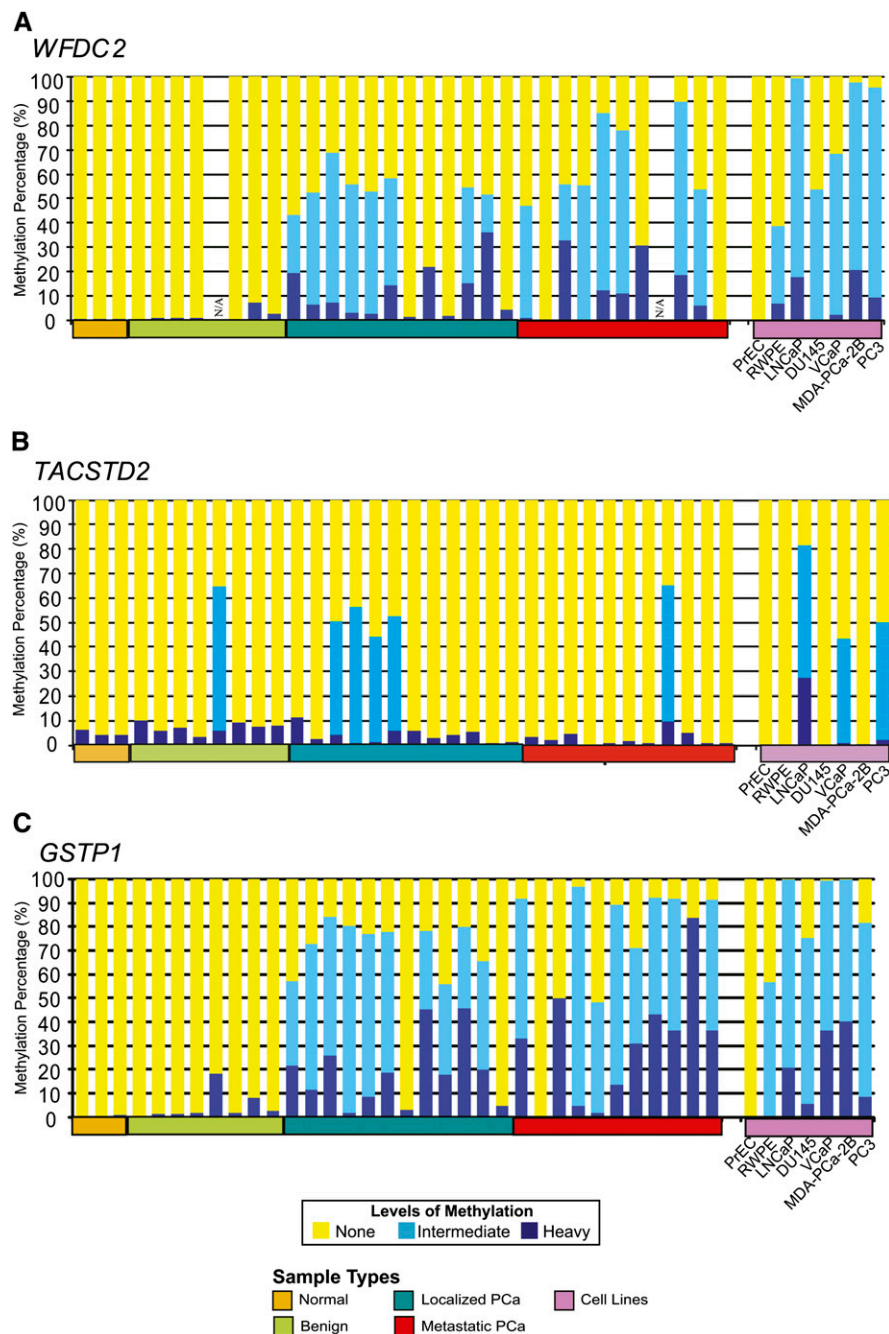 A
WFDC2
Methylation Percentage (%)
100
90
80
70
60
50
40
30
20
10
0
N/A
N/A
PrEC
RWPE
LNCaP
DU145
VCaP
MDA-PCa-2B
PC3
B
TACSTD2
Methylation Percentage (%)
100
90
80
70
60
50
40
30
20
10
0
PrEC
RWPE
LNCaP
DU145
VCaP
MDA-PCa-2B
PC3
C
GSTP1
Methylation Percentage (%)
100
90
80
70
60
50
40
30
20
10
0
PrEC
RWPE
LNCaP
DU145
VCaP
MDA-PCa-2B
PC3
Levels of Methylation
None Intermediate Heavy
Sample Types
Normal Localized PCa Cell Lines
Benign Metastatic PCa